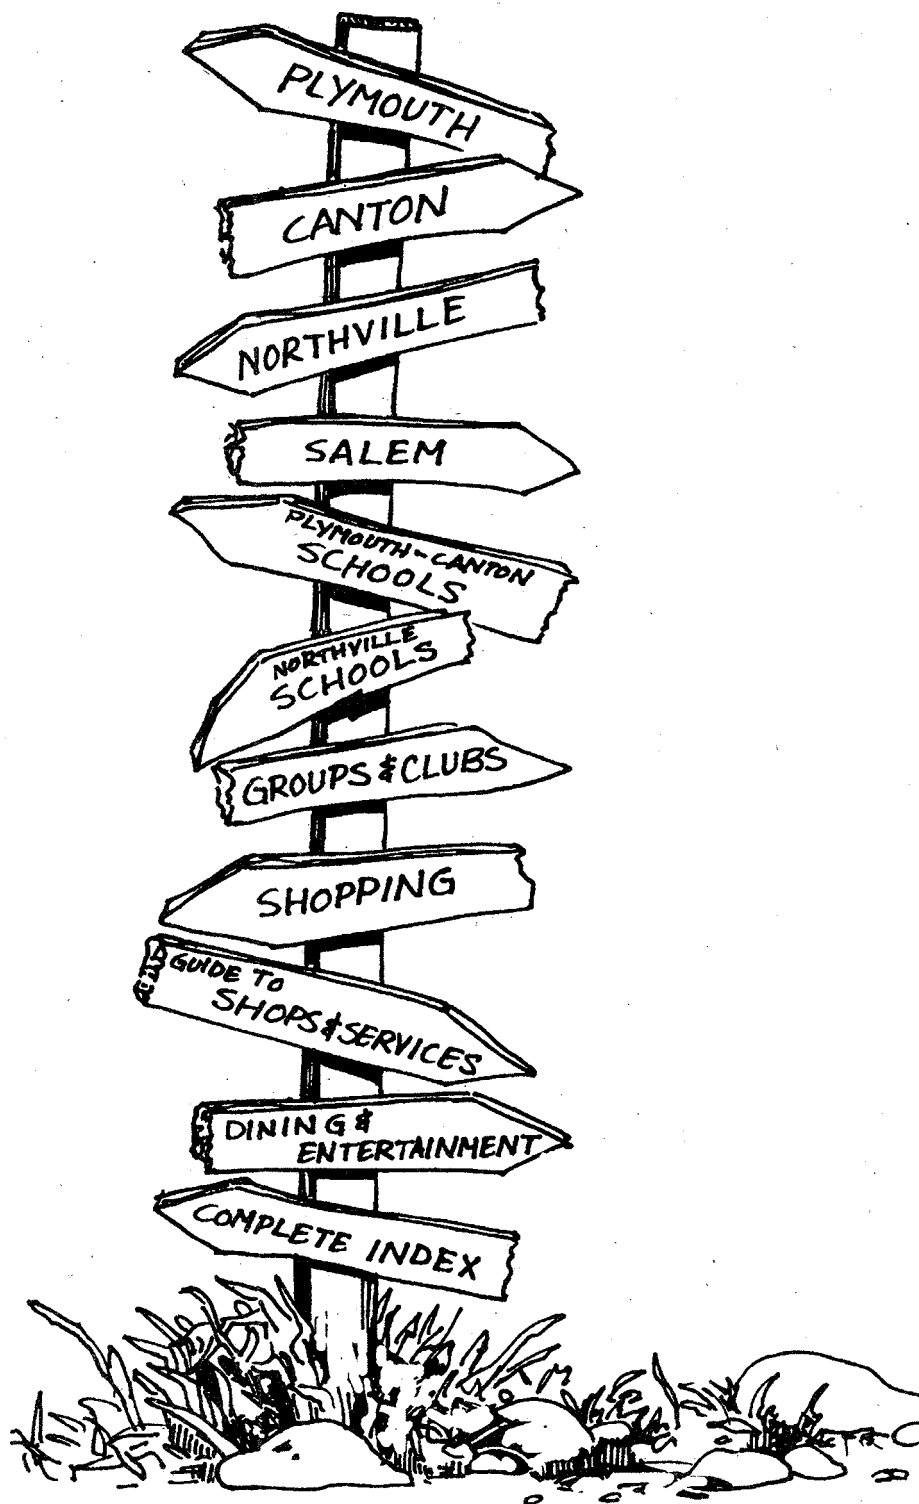 PLYMOUTH
CANTON
NORTHVILLE
SALEM
PLYMOUTH-CANTON
SCHOOLS
NORTHVILLE
SCHOOLS
GROUPS & CLUBS
SHOPPING
GUIDE TO
SHOPS & SERVICES
DINING &
ENTERTAINMENT
COMPLETE INDEX